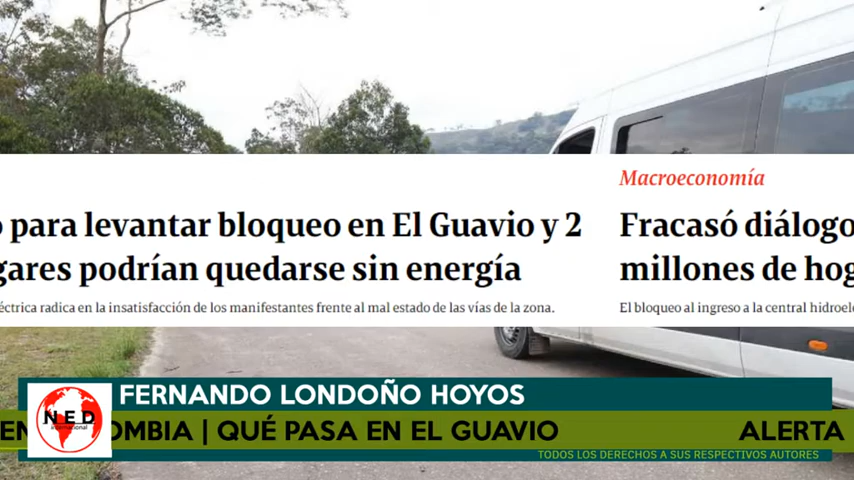 Macroeconomía
para levantar bloqueo en El Guavio y 2
gares podrían quedarse sin energía
éctrica radica en la insatisfacción de los manifestantes frente al mal estado de las vías de la zona.
Fracasó diálogo
millones de hog
El bloqueo al ingreso a la central hidroele
NED
internacional
FERNANDO LONDOÑO HOYOS
EN COLOMBIA | QUÉ PASA EN EL GUAVIO
ALERTA
TODOS LOS DERECHOS A SUS RESPECTIVOS AUTORES